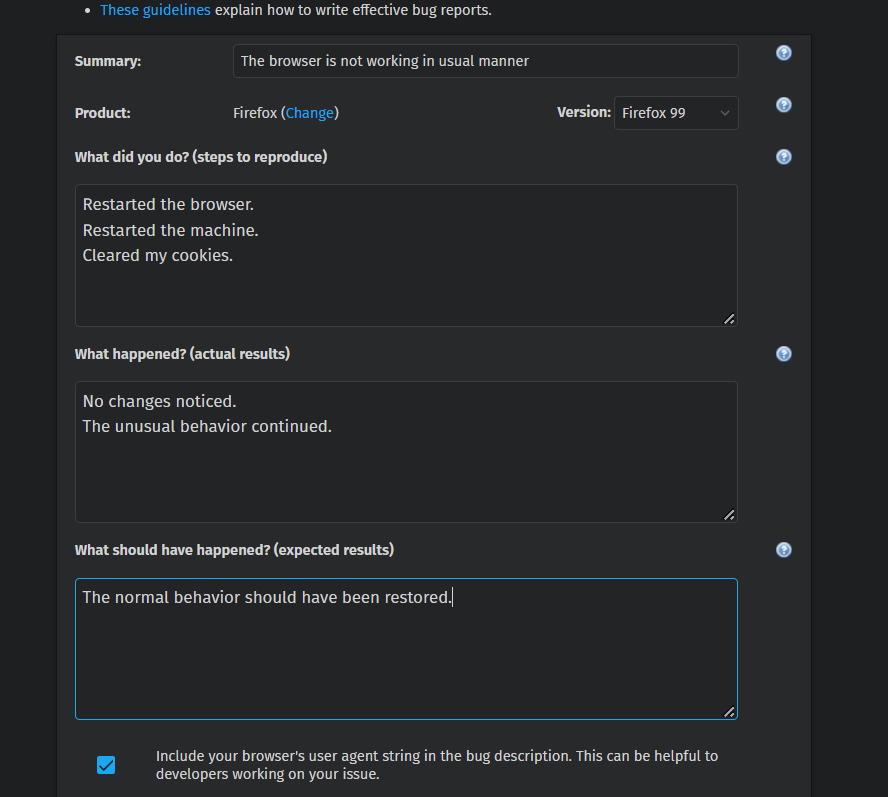 These guidelines explain how to write effective bug reports.
Summary: The browser is not working in usual manner
Product: Firefox (Change) Version: Firefox 99
What did you do? (steps to reproduce)
Restarted the browser.
Restarted the machine.
Cleared my cookies.
What happened? (actual results)
No changes noticed.
The unusual behavior continued.
What should have happened? (expected results)
The normal behavior should have been restored.
Include your browser's user agent string in the bug description. This can be helpful to
developers working on your issue.